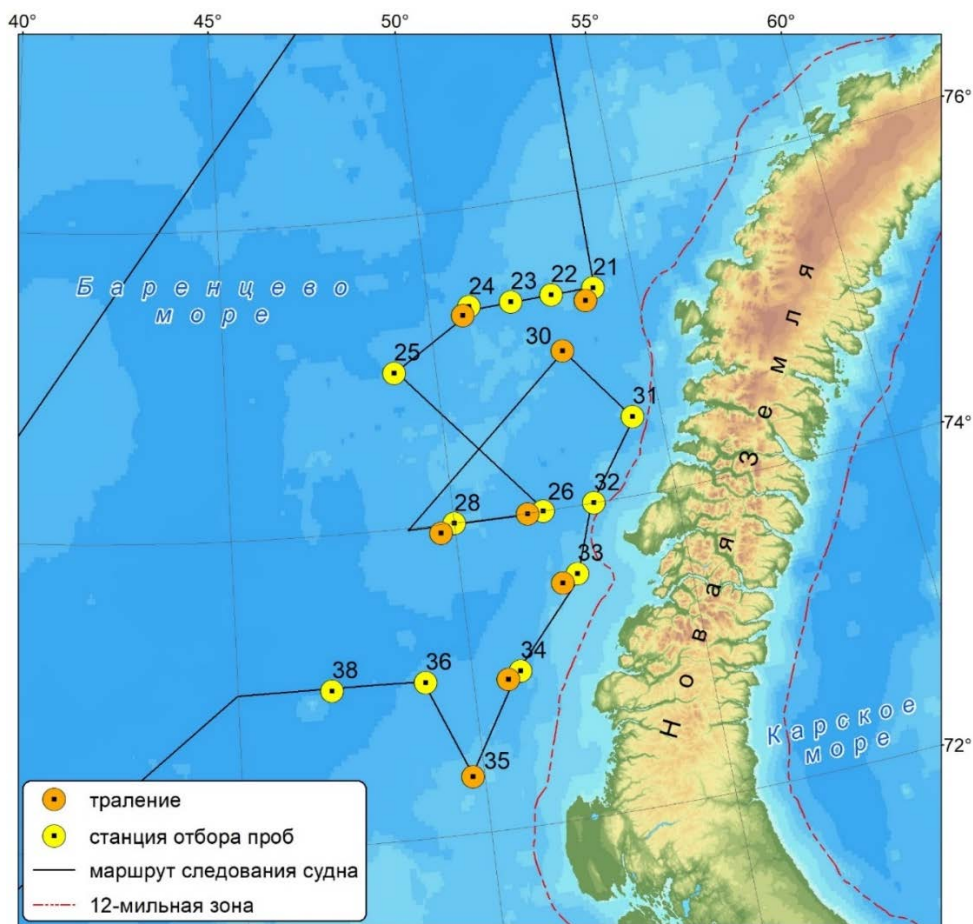 40°
45°
50°
55°
60°
76°
Баренцево
море
24
23
22
21
30
25
31
74°
Новая Земля
28
26
32
33
34
38
36
35
Карское
море
72°
траление
станция отбора проб
маршрут следования судна
12-мильная зона